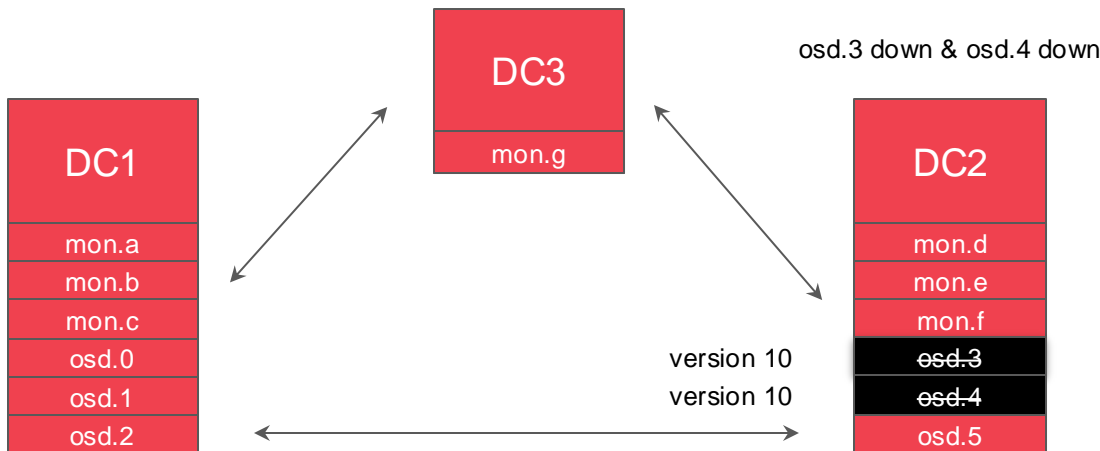 DC3
mon.g
osd.3 down & osd.4 down
DC1
mon.a
mon.b
mon.c
osd.0
osd.1
osd.2
DC2
mon.d
mon.e
mon.f
version 10
osd.3
version 10
osd.4
osd.5